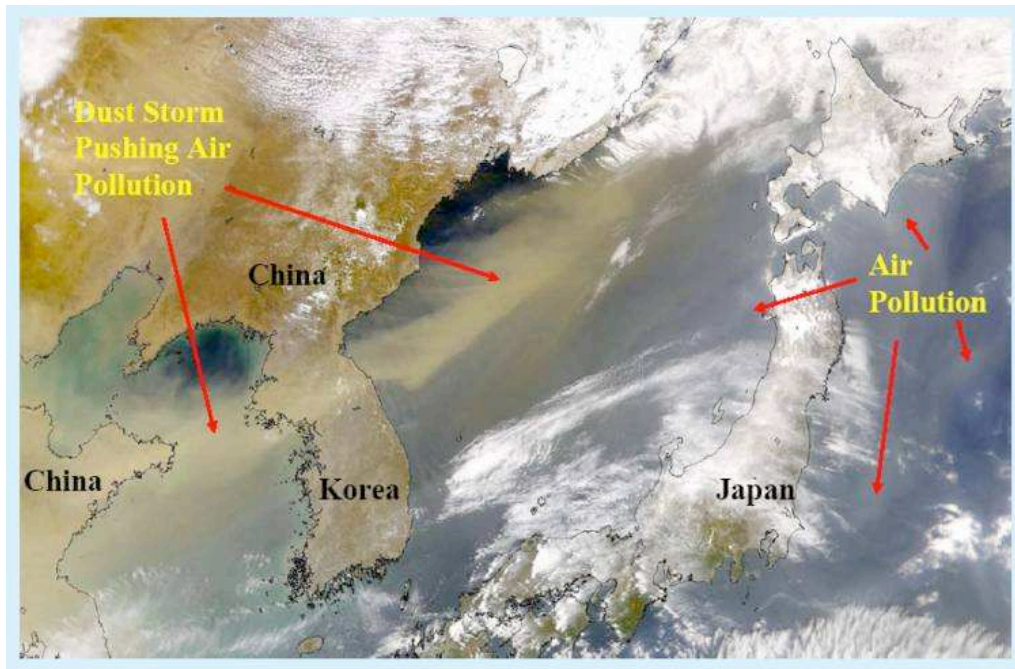 Dust Storm
Pushing Air
Pollution
China
Air
Pollution
China
Korea
Japan